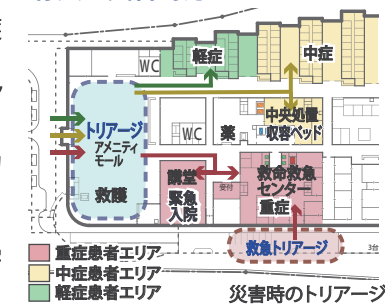 WC
軽症
中症
トリアージ
アメニティ
モール
WC
薬
中央処置
収容ベッド
救護
講堂
緊急
入院
受付
救命救急
センター
重症
救急トリアージ
3台
重症患者エリア
中症患者エリア
軽症患者エリア
災害時のトリアージ